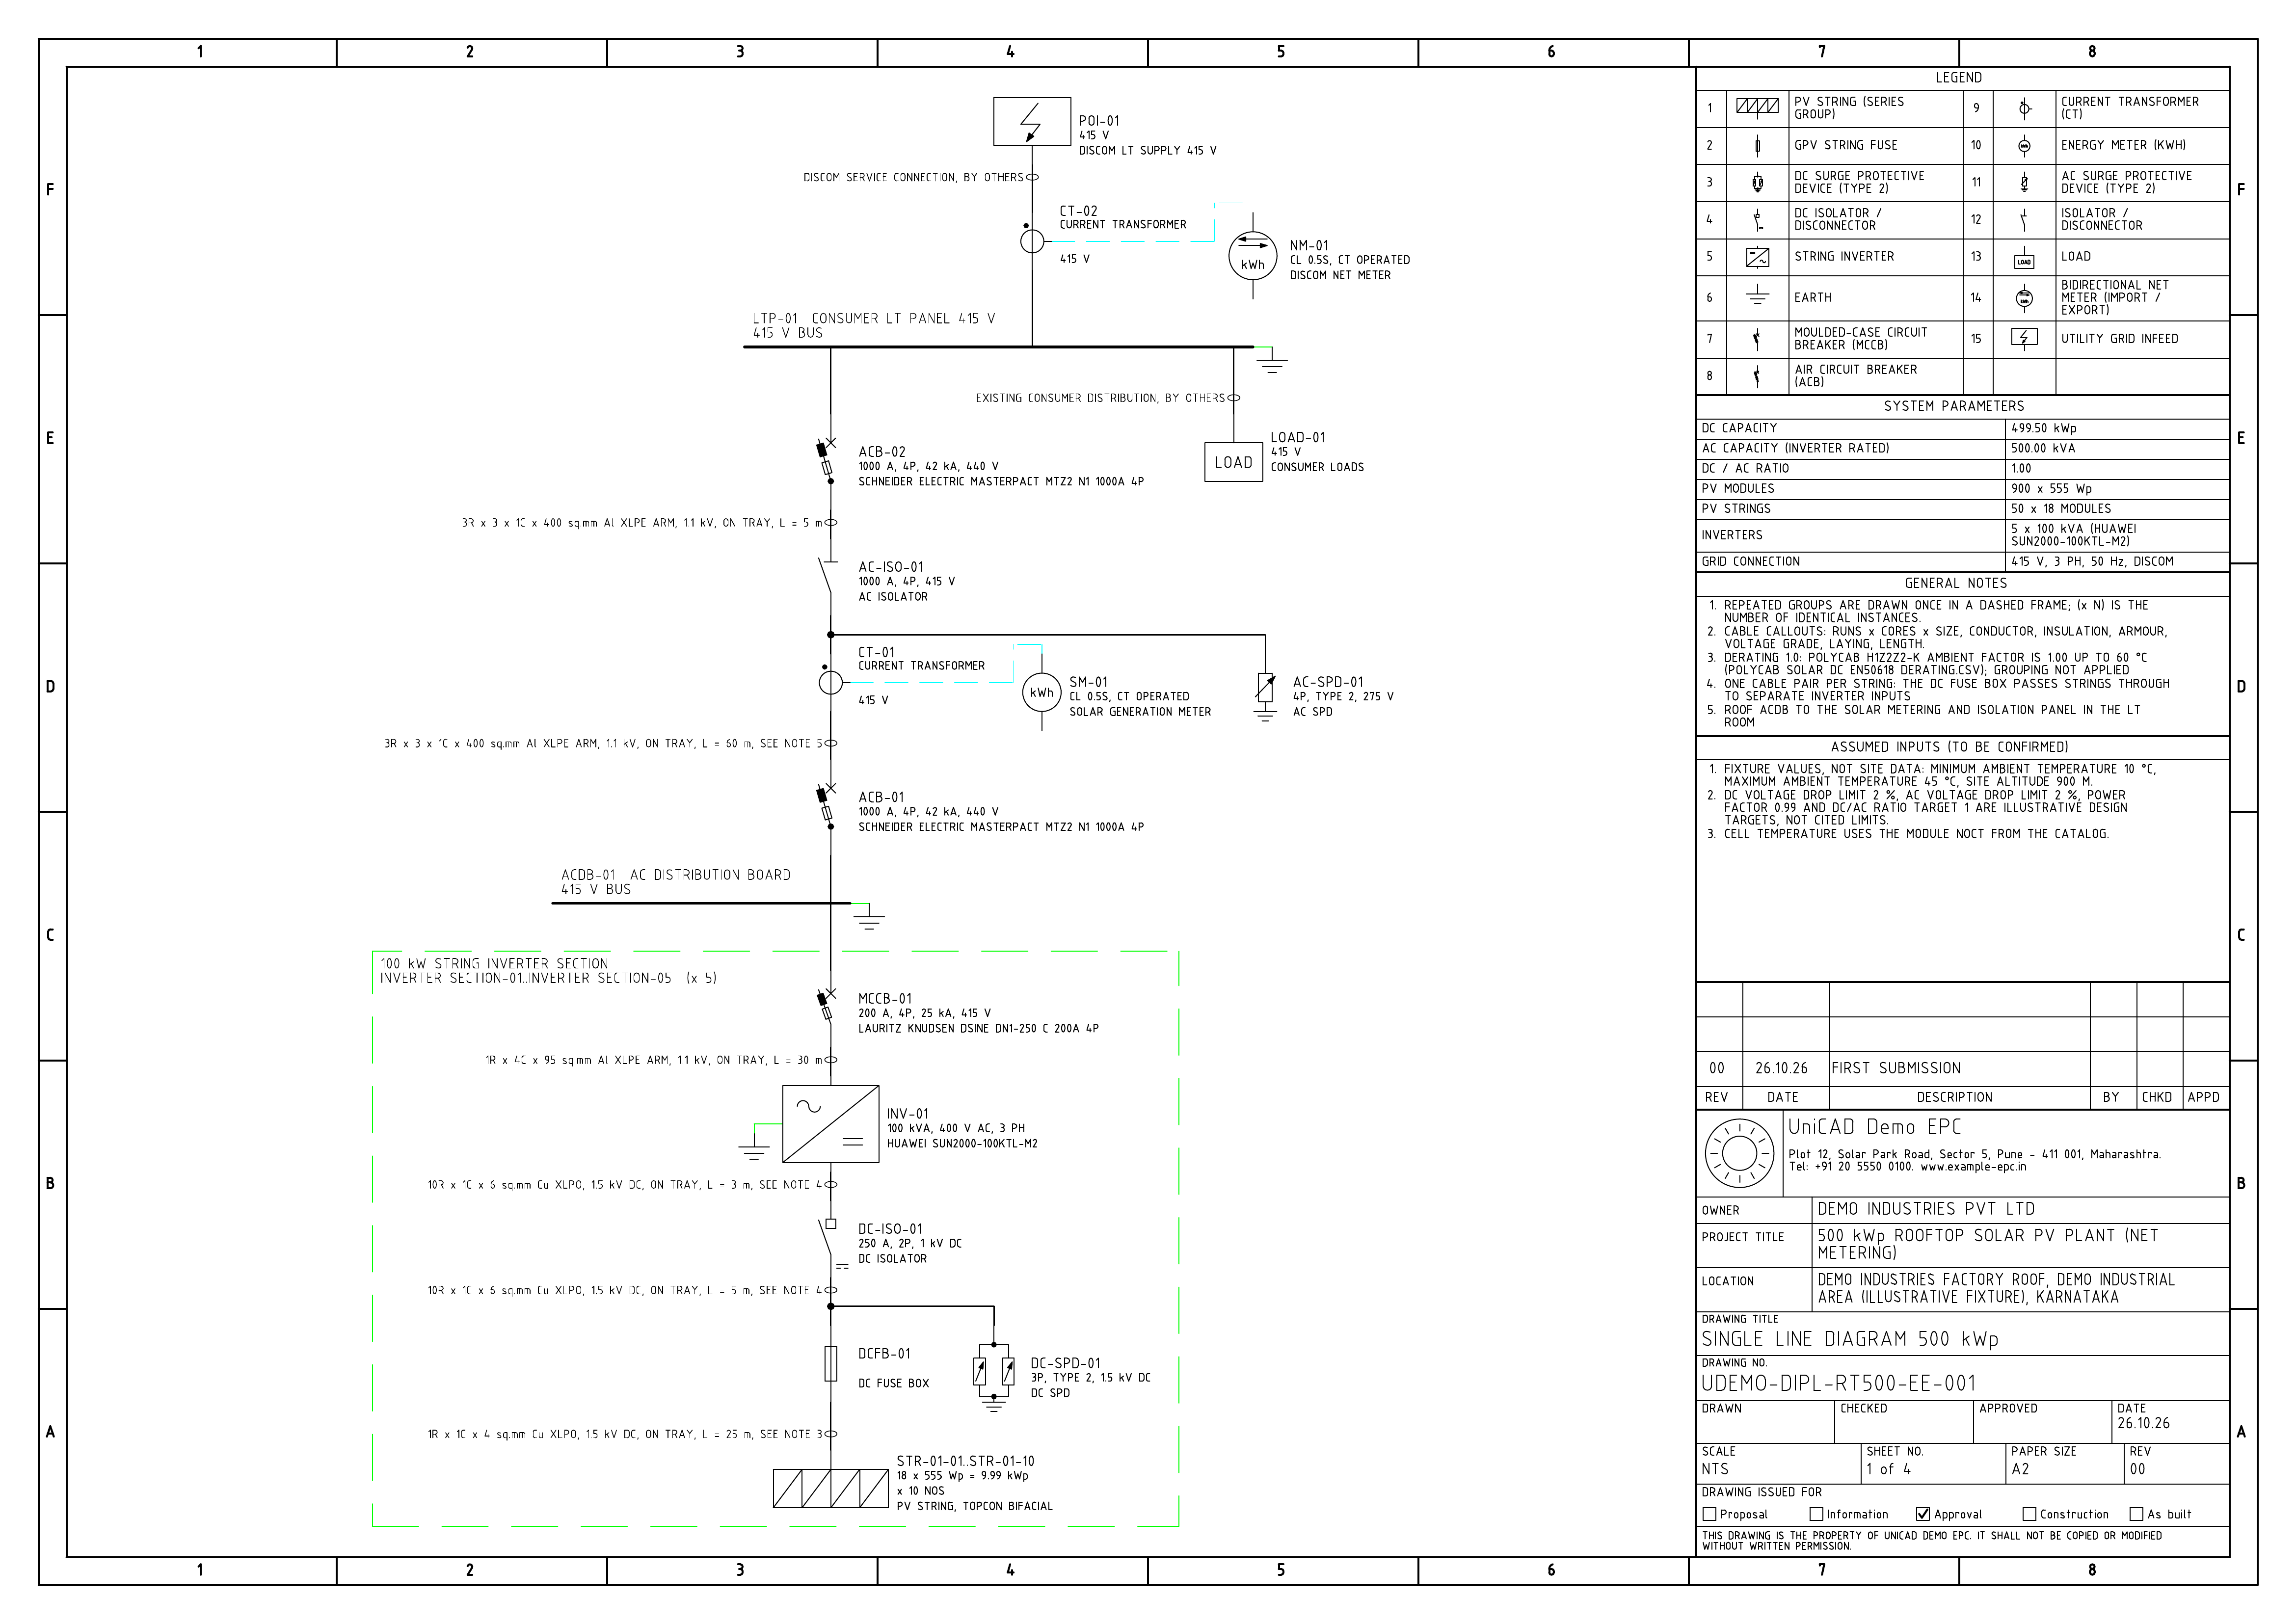 1 2 3 4 5 6 7 8
F
E
D
C
B
A
POI-01
415 V
DISCOM LT SUPPLY 415 V
DISCOM SERVICE CONNECTION, BY OTHERS
CT-02
CURRENT TRANSFORMER
415 V
kWh
NM-01
CL 0.5S, CT OPERATED
DISCOM NET METER
LTP-01 CONSUMER LT PANEL 415 V
415 V BUS
EXISTING CONSUMER DISTRIBUTION, BY OTHERS
LOAD
LOAD-01
415 V
CONSUMER LOADS
ACB-02
1000 A, 4P, 42 kA, 440 V
SCHNEIDER ELECTRIC MASTERPACT MTZ2 N1 1000A 4P
3R x 3 x 1C x 400 sq.mm Al XLPE ARM, 1.1 kV, ON TRAY, L = 5 m
AC-ISO-01
1000 A, 4P, 415 V
AC ISOLATOR
CT-01
CURRENT TRANSFORMER
415 V
kWh
SM-01
CL 0.5S, CT OPERATED
SOLAR GENERATION METER
AC-SPD-01
4P, TYPE 2, 275 V
AC SPD
3R x 3 x 1C x 400 sq.mm Al XLPE ARM, 1.1 kV, ON TRAY, L = 60 m, SEE NOTE 5
ACB-01
1000 A, 4P, 42 kA, 440 V
SCHNEIDER ELECTRIC MASTERPACT MTZ2 N1 1000A 4P
ACDB-01 AC DISTRIBUTION BOARD
415 V BUS
100 kW STRING INVERTER SECTION
INVERTER SECTION-01..INVERTER SECTION-05 (x 5)
MCCB-01
200 A, 4P, 25 kA, 415 V
LAURITZ KNUDSEN DSINE DN1-250 C 200A 4P
1R x 4C x 95 sq.mm Al XLPE ARM, 1.1 kV, ON TRAY, L = 30 m
INV-01
100 kVA, 400 V AC, 3 PH
HUAWEI SUN2000-100KTL-M2
10R x 1C x 6 sq.mm Cu XLPO, 1.5 kV DC, ON TRAY, L = 3 m, SEE NOTE 4
DC-ISO-01
250 A, 2P, 1 kV DC
DC ISOLATOR
10R x 1C x 6 sq.mm Cu XLPO, 1.5 kV DC, ON TRAY, L = 5 m, SEE NOTE 4
DCFB-01
DC FUSE BOX
DC-SPD-01
3P, TYPE 2, 1.5 kV DC
DC SPD
1R x 1C x 4 sq.mm Cu XLPO, 1.5 kV DC, ON TRAY, L = 25 m, SEE NOTE 3
STR-01-01..STR-01-10
18 x 555 Wp = 9.99 kWp
x 10 NOS
PV STRING, TOPCON BIFACIAL
LEGEND
1 PV STRING (SERIES
GROUP)
9 CURRENT TRANSFORMER
(CT)
2 GPV STRING FUSE
10 kWh ENERGY METER (KWH)
3 DC SURGE PROTECTIVE
DEVICE (TYPE 2)
11 AC SURGE PROTECTIVE
DEVICE (TYPE 2)
4 DC ISOLATOR /
DISCONNECTOR
12 ISOLATOR /
DISCONNECTOR
5 STRING INVERTER
13 LOAD LOAD
6 EARTH
14 kWh BIDIRECTIONAL NET
METER (IMPORT /
EXPORT)
7 MOULDED-CASE CIRCUIT
BREAKER (MCCB)
15 UTILITY GRID INFEED
8 AIR CIRCUIT BREAKER
(ACB)
SYSTEM PARAMETERS
DC CAPACITY 499.50 kWp
AC CAPACITY (INVERTER RATED) 500.00 kVA
DC / AC RATIO 1.00
PV MODULES 900 x 555 Wp
PV STRINGS 50 x 18 MODULES
INVERTERS 5 x 100 kVA (HUAWEI
SUN2000-100KTL-M2)
GRID CONNECTION 415 V, 3 PH, 50 Hz, DISCOM
GENERAL NOTES
1. REPEATED GROUPS ARE DRAWN ONCE IN A DASHED FRAME; (x N) IS THE
NUMBER OF IDENTICAL INSTANCES.
2. CABLE CALLOUTS: RUNS x CORES x SIZE, CONDUCTOR, INSULATION, ARMOUR,
VOLTAGE GRADE, LAYING, LENGTH.
3. DERATING 1.0: POLYCAB H1Z2Z2-K AMBIENT FACTOR IS 1.00 UP TO 60 °C
(POLYCAB SOLAR DC EN50618 DERATING.CSV); GROUPING NOT APPLIED
4. ONE CABLE PAIR PER STRING: THE DC FUSE BOX PASSES STRINGS THROUGH
TO SEPARATE INVERTER INPUTS
5. ROOF ACDB TO THE SOLAR METERING AND ISOLATION PANEL IN THE LT
ROOM
ASSUMED INPUTS (TO BE CONFIRMED)
1. FIXTURE VALUES, NOT SITE DATA: MINIMUM AMBIENT TEMPERATURE 10 °C,
MAXIMUM AMBIENT TEMPERATURE 45 °C, SITE ALTITUDE 900 M.
2. DC VOLTAGE DROP LIMIT 2 %, AC VOLTAGE DROP LIMIT 2 %, POWER
FACTOR 0.99 AND DC/AC RATIO TARGET 1 ARE ILLUSTRATIVE DESIGN
TARGETS, NOT CITED LIMITS.
3. CELL TEMPERATURE USES THE MODULE NOCT FROM THE CATALOG.
00 26.10.26 FIRST SUBMISSION
REV DATE DESCRIPTION BY CHKD APPD
UniCAD Demo EPC
Plot 12, Solar Park Road, Sector 5, Pune - 411 001, Maharashtra.
Tel: +91 20 5550 0100. www.example-epc.in
OWNER DEMO INDUSTRIES PVT LTD
PROJECT TITLE 500 kWp ROOFTOP SOLAR PV PLANT (NET
METERING)
LOCATION DEMO INDUSTRIES FACTORY ROOF, DEMO INDUSTRIAL
AREA (ILLUSTRATIVE FIXTURE), KARNATAKA
DRAWING TITLE
SINGLE LINE DIAGRAM 500 kWp
DRAWING NO.
UDEMO-DIPL-RT500-EE-001
DRAWN CHECKED APPROVED DATE
26.10.26
SCALE SHEET NO. PAPER SIZE REV
NTS 1 of 4 A2 00
DRAWING ISSUED FOR
Proposal Information Approval Construction As built
THIS DRAWING IS THE PROPERTY OF UNICAD DEMO EPC. IT SHALL NOT BE COPIED OR MODIFIED
WITHOUT WRITTEN PERMISSION.
F
E
D
C
B
A
1 2 3 4 5 6 7 8